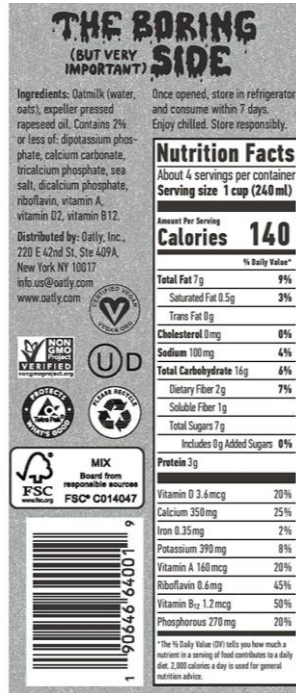 THE BORING
(BUT VERY
IMPORTANT) SIDE
Ingredients: Oatmilk (water,
oats), expeller pressed
rapeseed oil. Contains 2%
or less of: dipotassium phos-
phate, calcium carbonate,
tricalcium phosphate, sea
salt, dicalcium phosphate,
riboflavin, vitamin A,
vitamin D2, vitamin B12.
Distributed by: Oatly, Inc.,
220 E 42nd St, Ste 409A,
New York NY 10017
info.us@oatly.com
www.oatly.com
CERTIFIED VEGAN
VEGAN.ORG
NON
GMO
Project
VERIFIED
nongmoproject.org
U D
PROTECTS
Tetra Pak
WHAT'S GOOD
PLEASE RECYCLE
FSC
www.fsc.org
MIX
Board from
responsible sources
FSC® C014047
1 90646 64001 9
Once opened, store in refrigerator
and consume within 7 days.
Enjoy chilled. Store responsibly.
Nutrition Facts
About 4 servings per container
Serving size 1 cup (240ml)
Amount Per Serving
Calories 140
% Daily Value*
Total Fat 7g 9%
Saturated Fat 0.5g 3%
Trans Fat 0g
Cholesterol 0mg 0%
Sodium 100mg 4%
Total Carbohydrate 16g 6%
Dietary Fiber 2g 7%
Soluble Fiber 1g
Total Sugars 7g
Includes 0g Added Sugars 0%
Protein 3g
Vitamin D 3.6mcg 20%
Calcium 350mg 25%
Iron 0.35mg 2%
Potassium 390mg 8%
Vitamin A 160mcg 20%
Riboflavin 0.6mg 45%
Vitamin B12 1.2mcg 50%
Phosphorous 270mg 20%
*The % Daily Value (DV) tells you how much a
nutrient in a serving of food contributes to a daily
diet. 2,000 calories a day is used for general
nutrition advice.